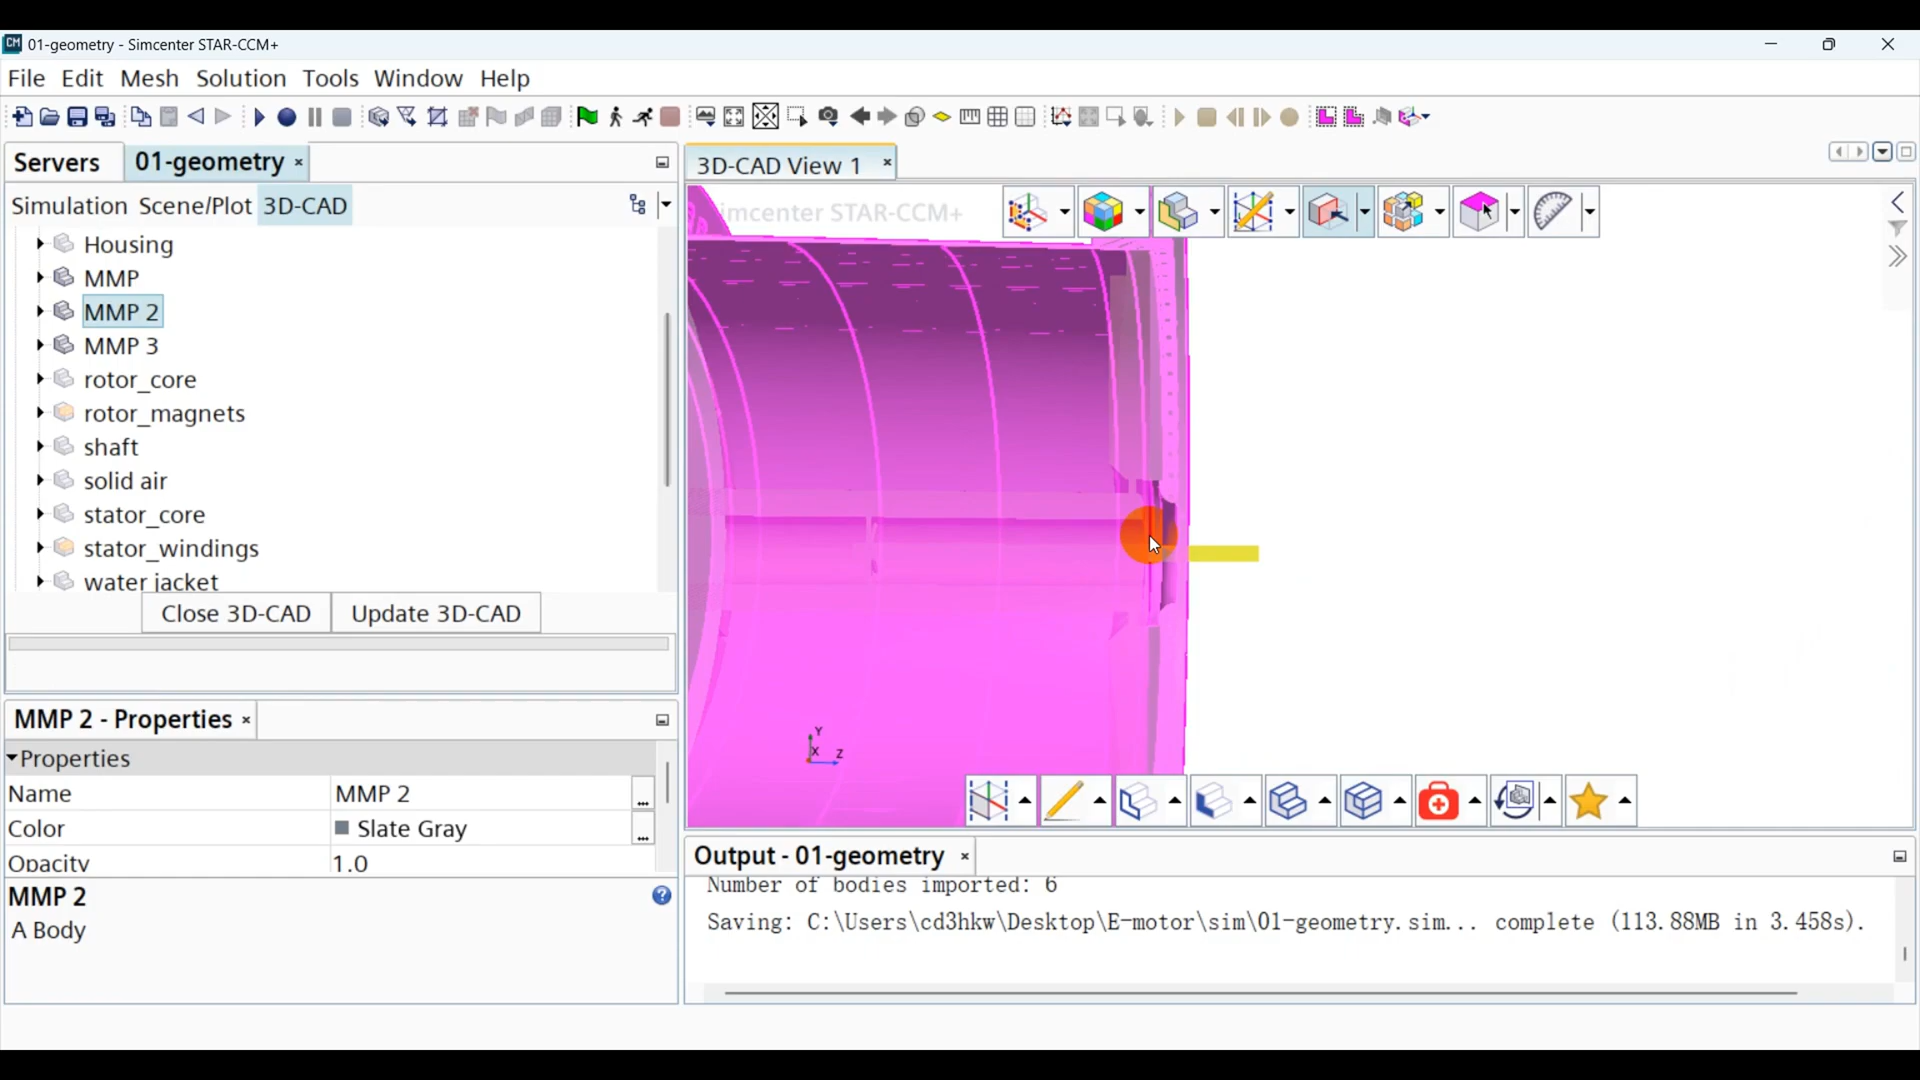 01-geometry - Simcenter STAR-CCM+
File Edit Mesh Solution Tools Window Help
Servers 01-geometry
3D-CAD View 1
Simulation Scene/Plot 3D-CAD
imcenter STAR-CCM+
Housing
MMP
MMP 2
MMP 3
rotor_core
rotor_magnets
shaft
solid air
stator_core
stator_windings
water jacket
Close 3D-CAD Update 3D-CAD
Y
X Z
MMP 2 - Properties
Properties
Name MMP 2
Color Slate Gray
Opacity 1.0
MMP 2
A Body
Output - 01-geometry
Number of bodies imported: 6
Saving: C:\Users\cd3hkw\Desktop\E-motor\sim\01-geometry.sim... complete (113.88MB in 3.458s).